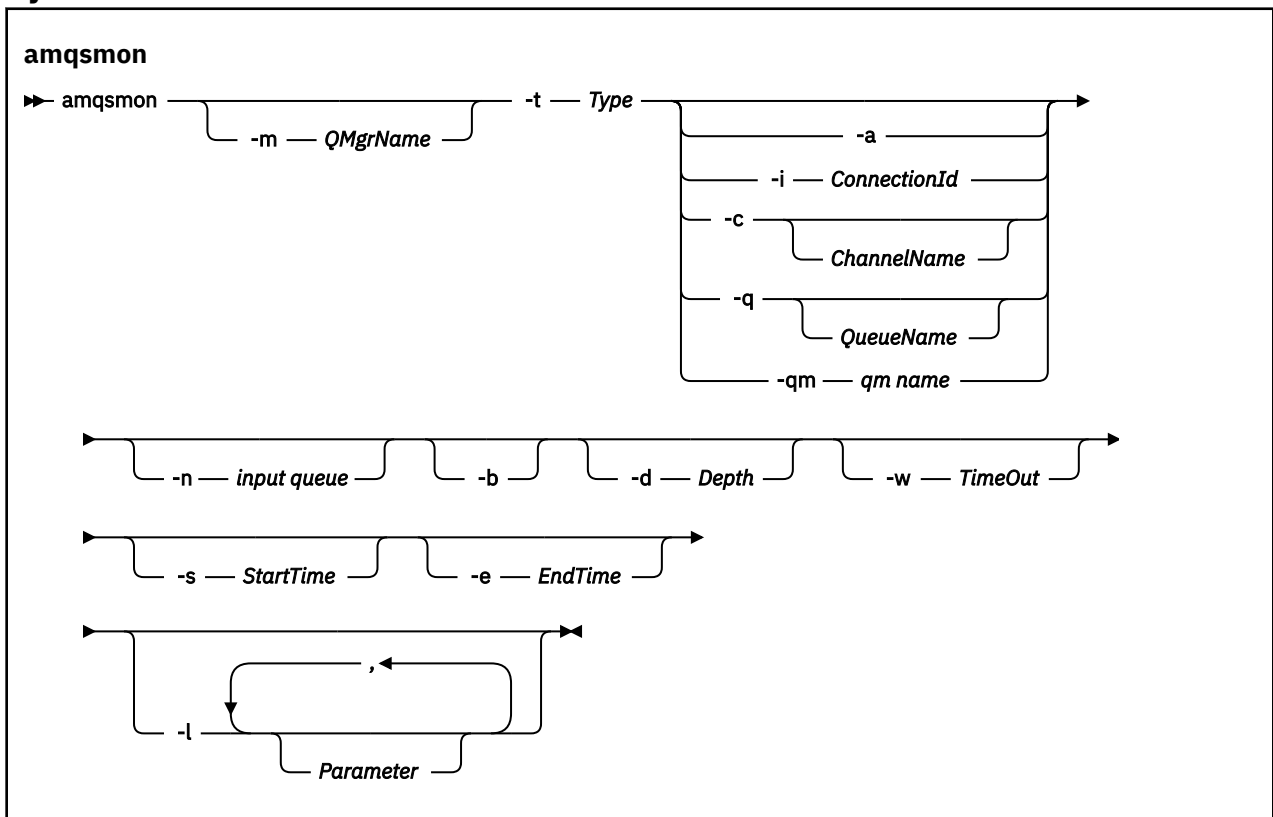 amqsmon
amqsmon -t Type
-m QMgrName
-a
-i ConnectionId
-c
ChannelName
-q
QueueName
-qm qm name
-n input queue -b -d Depth -w TimeOut
-s StartTime -e EndTime
,
-l
Parameter